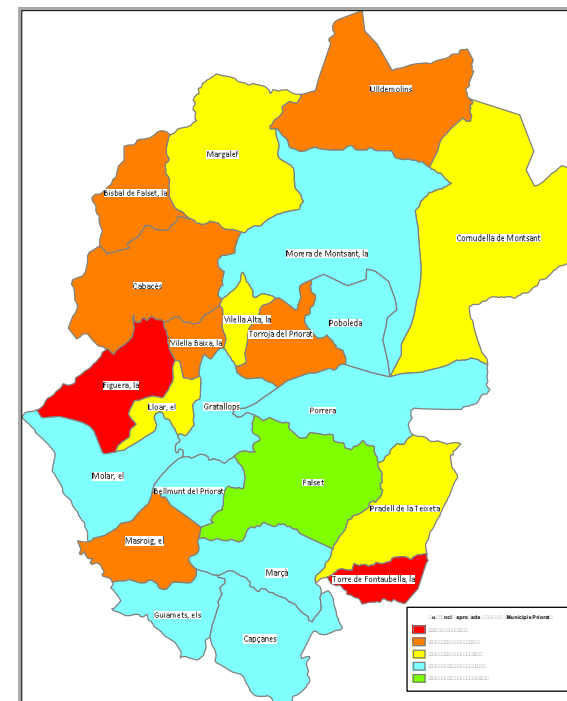 Ulldemolins
Margalef
Bisbal de Falset, la
Cornudella de Montsant
Morera de Montsant, la
Cabacés
Vilella Alta, la
Poboleda
Torroja del Priorat
Vilella Baixa, la
Figuera, la
Lloar, el
Gratallops
Porrera
Molar, el
Falset
Bellmunt del Priorat
Pradell de la Teixeta
Masroig, el
Marçà
Torre de Fontaubella, la
Guiamets, els
Capçanes
Municipis Priorat